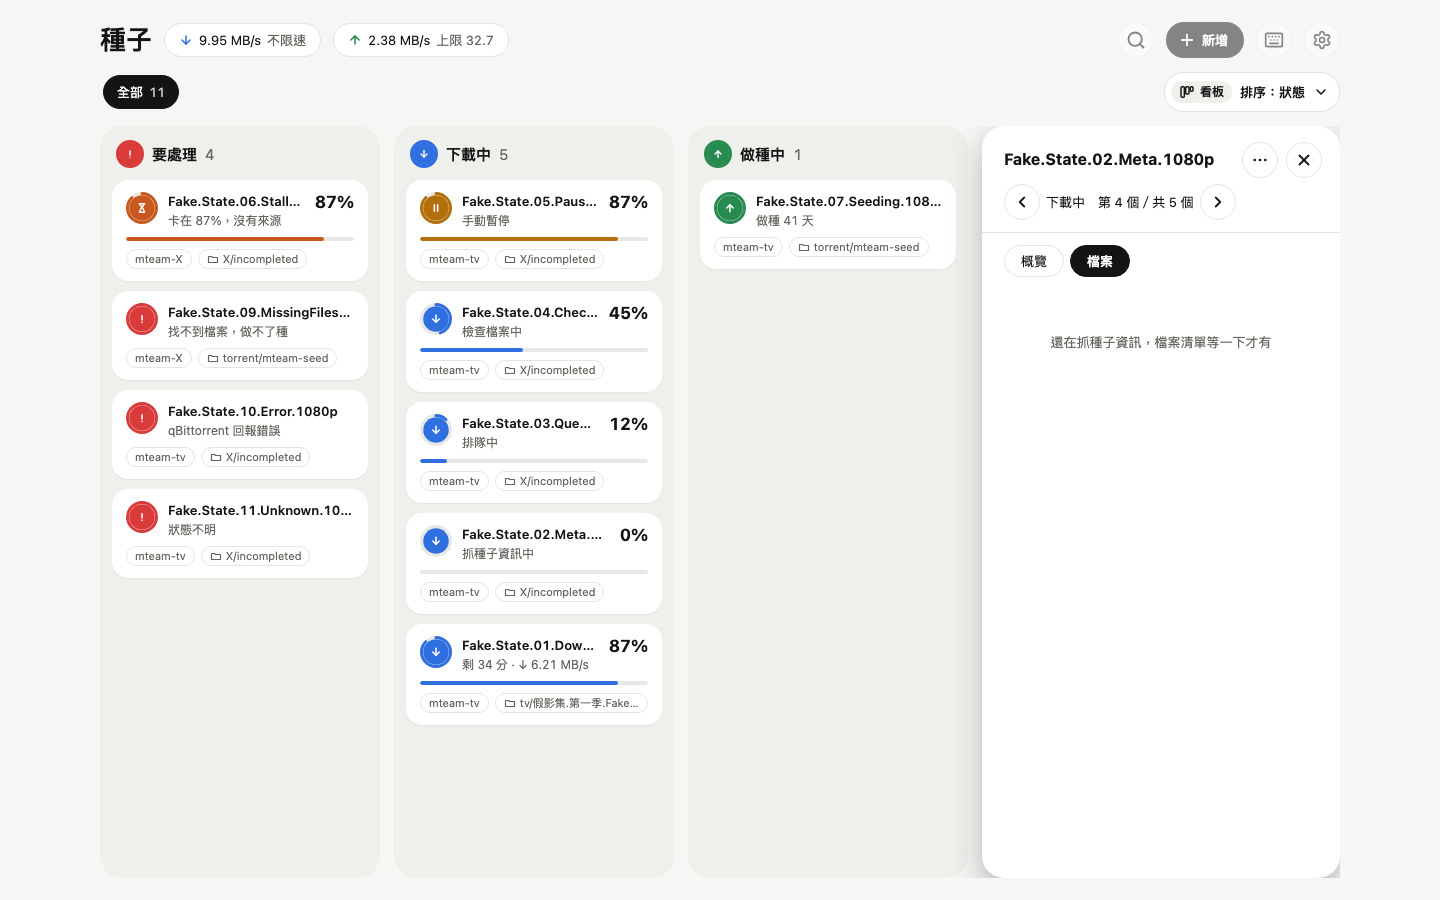 種子
9.95 MB/s 不限速
2.38 MB/s 上限 32.7
新增
全部 11
看板
排序：狀態
要處理 4
Fake.State.06.Stall... 87%
卡在 87%，沒有來源
mteam-X X/incompleted
Fake.State.09.MissingFiles...
找不到檔案，做不了種
mteam-X torrent/mteam-seed
Fake.State.10.Error.1080p
qBittorrent 回報錯誤
mteam-tv X/incompleted
Fake.State.11.Unknown.10...
狀態不明
mteam-tv X/incompleted
下載中 5
Fake.State.05.Paus... 87%
手動暫停
mteam-tv X/incompleted
Fake.State.04.Chec... 45%
檢查檔案中
mteam-tv X/incompleted
Fake.State.03.Que... 12%
排隊中
mteam-tv X/incompleted
Fake.State.02.Meta.... 0%
抓種子資訊中
mteam-tv X/incompleted
Fake.State.01.Dow... 87%
剩 34 分 · ↓ 6.21 MB/s
mteam-tv tv/假影集.第一季.Fake...
做種中 1
Fake.State.07.Seeding.108...
做種 41 天
mteam-tv torrent/mteam-seed
Fake.State.02.Meta.1080p
下載中 第 4 個 / 共 5 個
概覽 檔案
還在抓種子資訊，檔案清單等一下才有